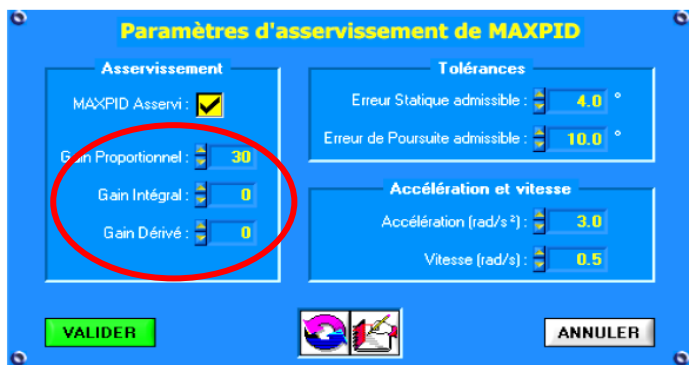 Paramètres d'asservissement de MAXPID
Asservissement
MAXPID Asservi :
Gain Proportionnel : 30
Gain Intégral : 0
Gain Dérivé : 0
Tolérances
Erreur Statique admissible : 4.0 °
Erreur de Poursuite admissible : 10.0 °
Accélération et vitesse
Accélération (rad/s²) : 3.0
Vitesse (rad/s) : 0.5
VALIDER
ANNULER